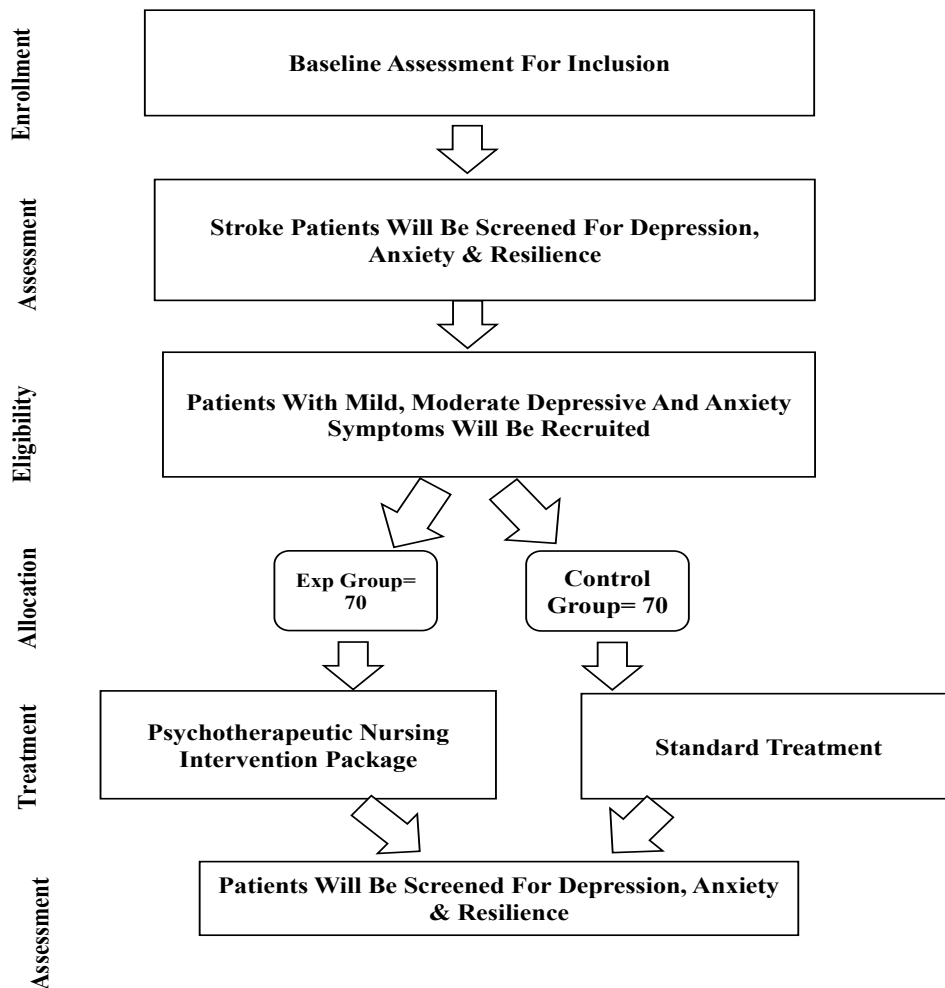 Enrollment
Baseline Assessment For Inclusion
Assessment
Stroke Patients Will Be Screened For Depression,
Anxiety & Resilience
Eligibility
Patients With Mild, Moderate Depressive And Anxiety
Symptoms Will Be Recruited
Allocation
Exp Group=
70
Control
Group= 70
Treatment
Psychotherapeutic Nursing
Intervention Package
Standard Treatment
Assessment
Patients Will Be Screened For Depression, Anxiety
& Resilience